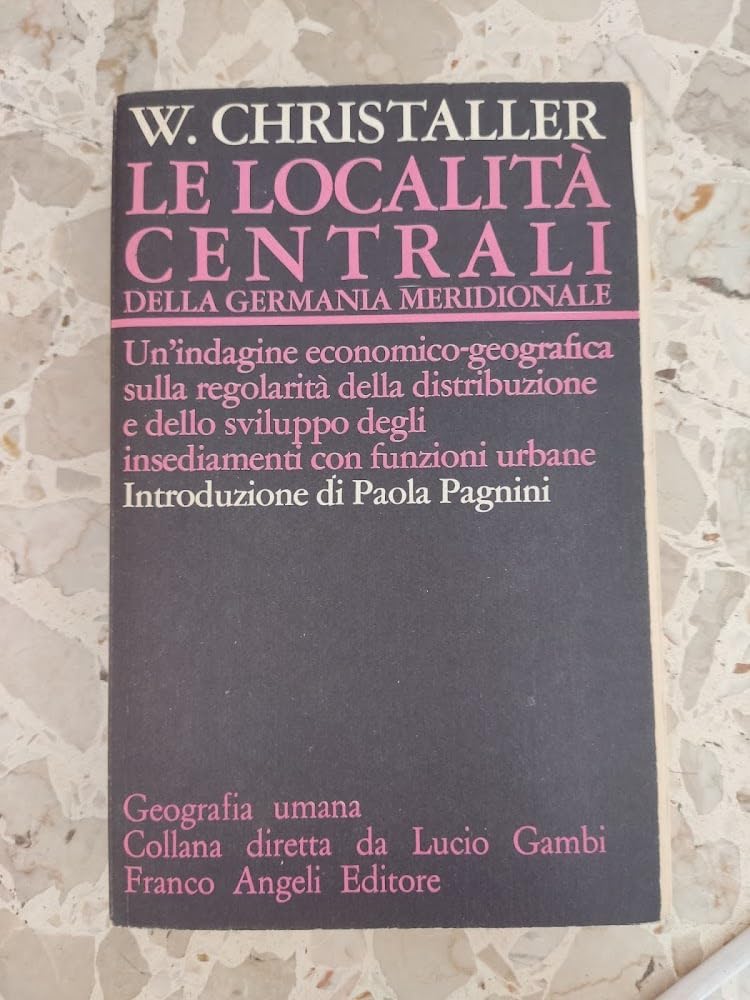 W. CHRISTALLER
LE LOCALITÀ
CENTRALI
DELLA GERMANIA MERIDIONALE
Un'indagine economico-geografica
sulla regolarità della distribuzione
e dello sviluppo degli
insediamenti con funzioni urbane
Introduzione di Paola Pagnini
Geografia umana
Collana diretta da Lucio Gambi
Franco Angeli Editore